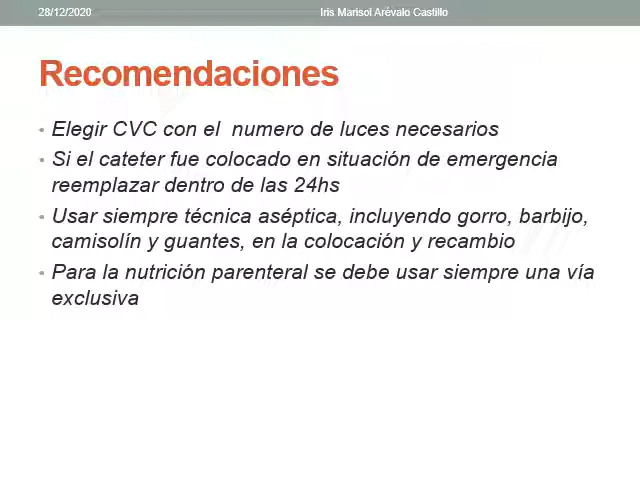 28/12/2020 Iris Marisol Arévalo Castillo
Recomendaciones
• Elegir CVC con el  numero de luces necesarios
• Si el cateter fue colocado en situación de emergencia
reemplazar dentro de las 24hs
• Usar siempre técnica aséptica, incluyendo gorro, barbijo,
camisolín y guantes, en la colocación y recambio
• Para la nutrición parenteral se debe usar siempre una vía
exclusiva